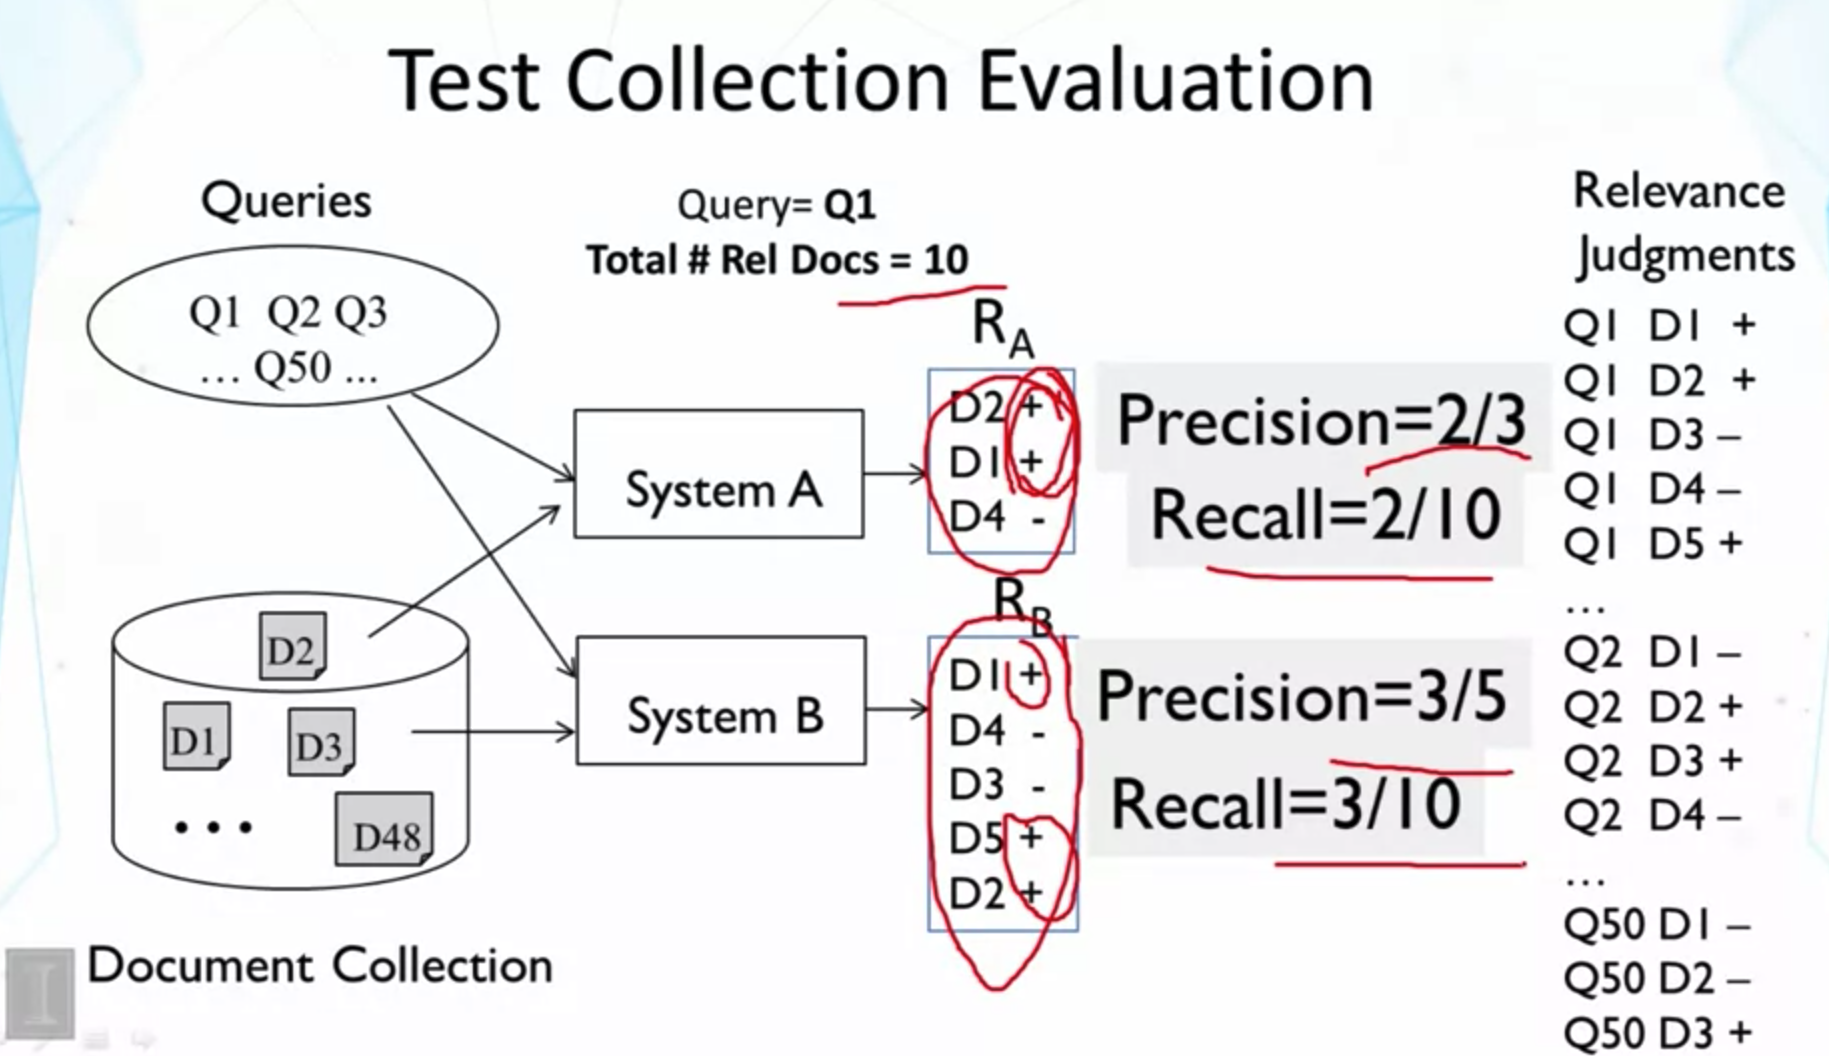 Test Collection Evaluation
Queries
Q1 Q2 Q3
… Q50 ...
Query= Q1
Total # Rel Docs = 10
System A
System B
D2
D1
D3
D48
Document Collection
RA
D2 +
D1 +
D4 -
Precision=2/3
Recall=2/10
RB
D1 +
D4 -
D3 -
D5 +
D2 +
Precision=3/5
Recall=3/10
Relevance
Judgments
Q1 D1 +
Q1 D2 +
Q1 D3 –
Q1 D4 –
Q1 D5 +
…
Q2 D1 –
Q2 D2 +
Q2 D3 +
Q2 D4 –
…
Q50 D1 –
Q50 D2 –
Q50 D3 +
I